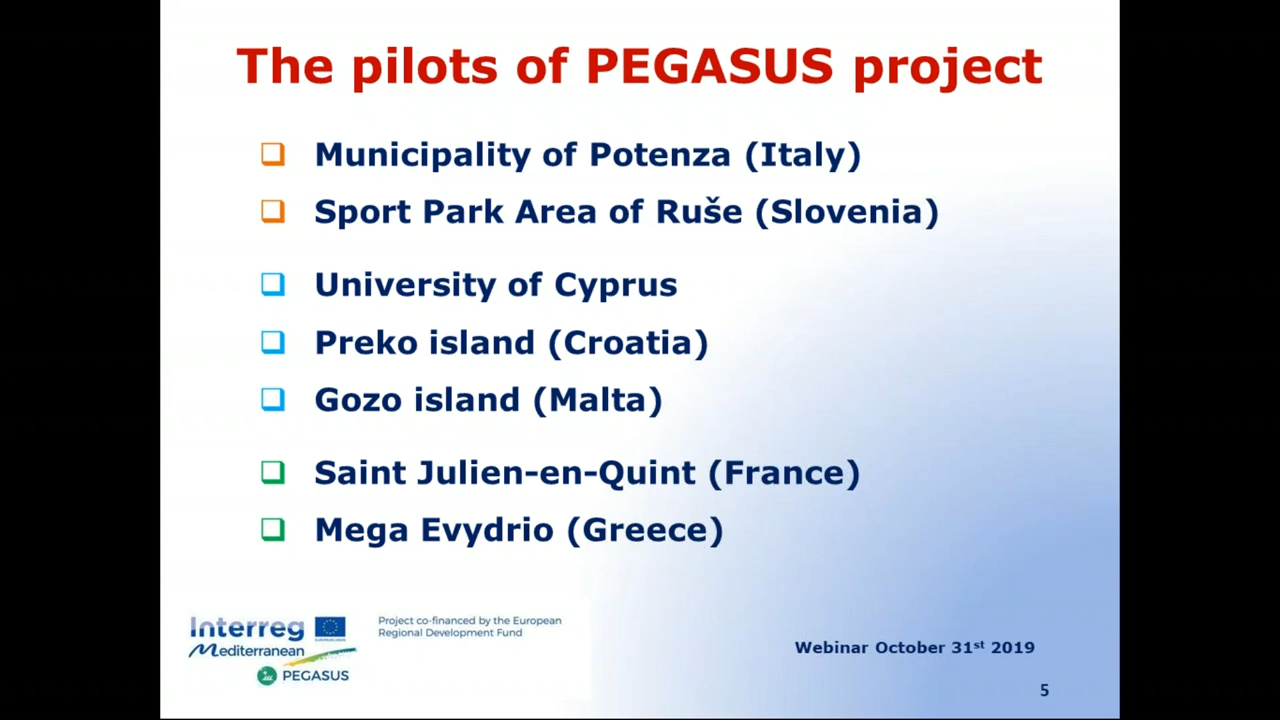 The pilots of PEGASUS project
Municipality of Potenza (Italy)
Sport Park Area of Ruše (Slovenia)
University of Cyprus
Preko island (Croatia)
Gozo island (Malta)
Saint Julien-en-Quint (France)
Mega Evydrio (Greece)
Interreg
Mediterranean
PEGASUS
Project co-financed by the European
Regional Development Fund
Webinar October 31st 2019
5